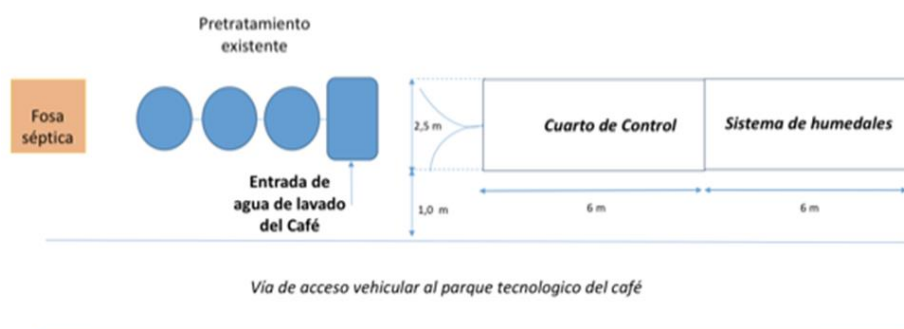 Pretratamiento
existente
Fosa
séptica
2,5 m
Cuarto de Control
Sistema de humedales
Entrada de
agua de lavado
del Café
1,0 m
6 m
6 m
Vía de acceso vehicular al parque tecnologico del café